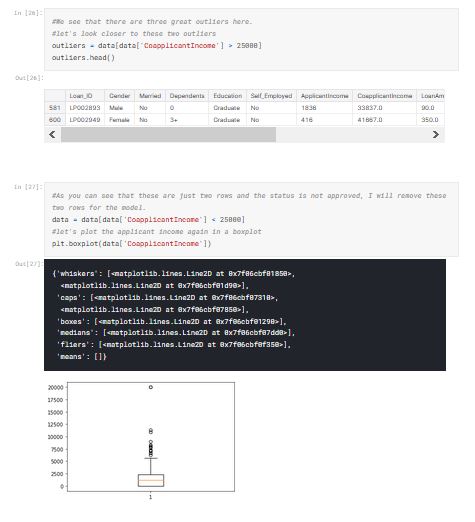 In [26]:
#We see that there are three great outliers here.
#let's look closer to these two outliers
outliers = data[data['CoapplicantIncome'] > 25000]
outliers.head()
Out[26]:
Loan_ID Gender Married Dependents Education Self_Employed ApplicantIncome CoapplicantIncome LoanAm
581 LP002893 Male No 0 Graduate No 1836 33837.0 90.0
600 LP002949 Female No 3+ Graduate No 416 41667.0 350.0
In [27]:
#As you can see that these are just two rows and the status is not approved, I will remove these
two rows for the model.
data = data[data['CoapplicantIncome'] < 25000]
#let's plot the applicant income again in a boxplot
plt.boxplot(data['CoapplicantIncome'])
Out[27]:
{'whiskers': [<matplotlib.lines.Line2D at 0x7f06cbf01850>,
<matplotlib.lines.Line2D at 0x7f06cbf01d90>],
'caps': [<matplotlib.lines.Line2D at 0x7f06cbf07310>,
<matplotlib.lines.Line2D at 0x7f06cbf07850>],
'boxes': [<matplotlib.lines.Line2D at 0x7f06cbf01290>],
'medians': [<matplotlib.lines.Line2D at 0x7f06cbf07dd0>],
'fliers': [<matplotlib.lines.Line2D at 0x7f06cbf0f350>],
'means': []}
20000
17500
15000
12500
10000
7500
5000
2500
0
1